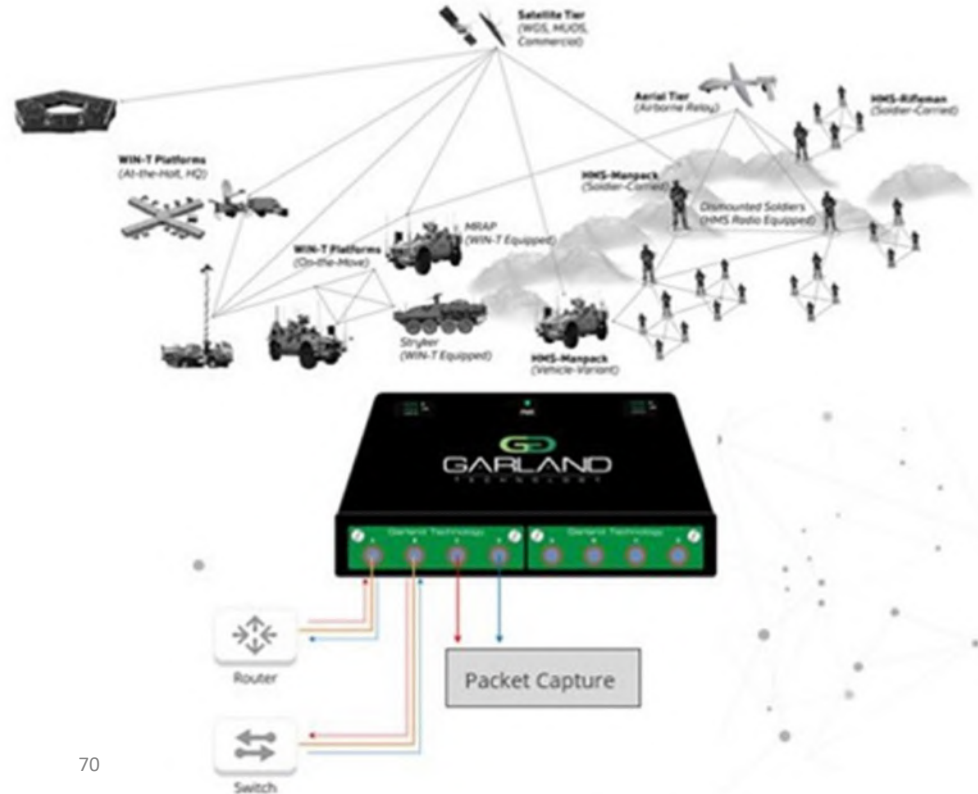 Satellite Tier
(WGS, MUOS,
Commercial)
Aerial Tier
(Airborne Relay)
HMS-Rifleman
(Soldier-Carried)
WIN-T Platforms
(At-the-Halt, HQ)
HMS-Manpack
(Soldier-Carried)
Dismounted Soldiers
(HMS Radio Equipped)
MRAP
(WIN-T Equipped)
WIN-T Platforms
(On-the-Move)
Stryker
(WIN-T Equipped)
HMS-Manpack
(Vehicle-Variant)
GARLAND
TECHNOLOGY
Garland Technology
Garland Technology
Router
Packet Capture
Switch
70